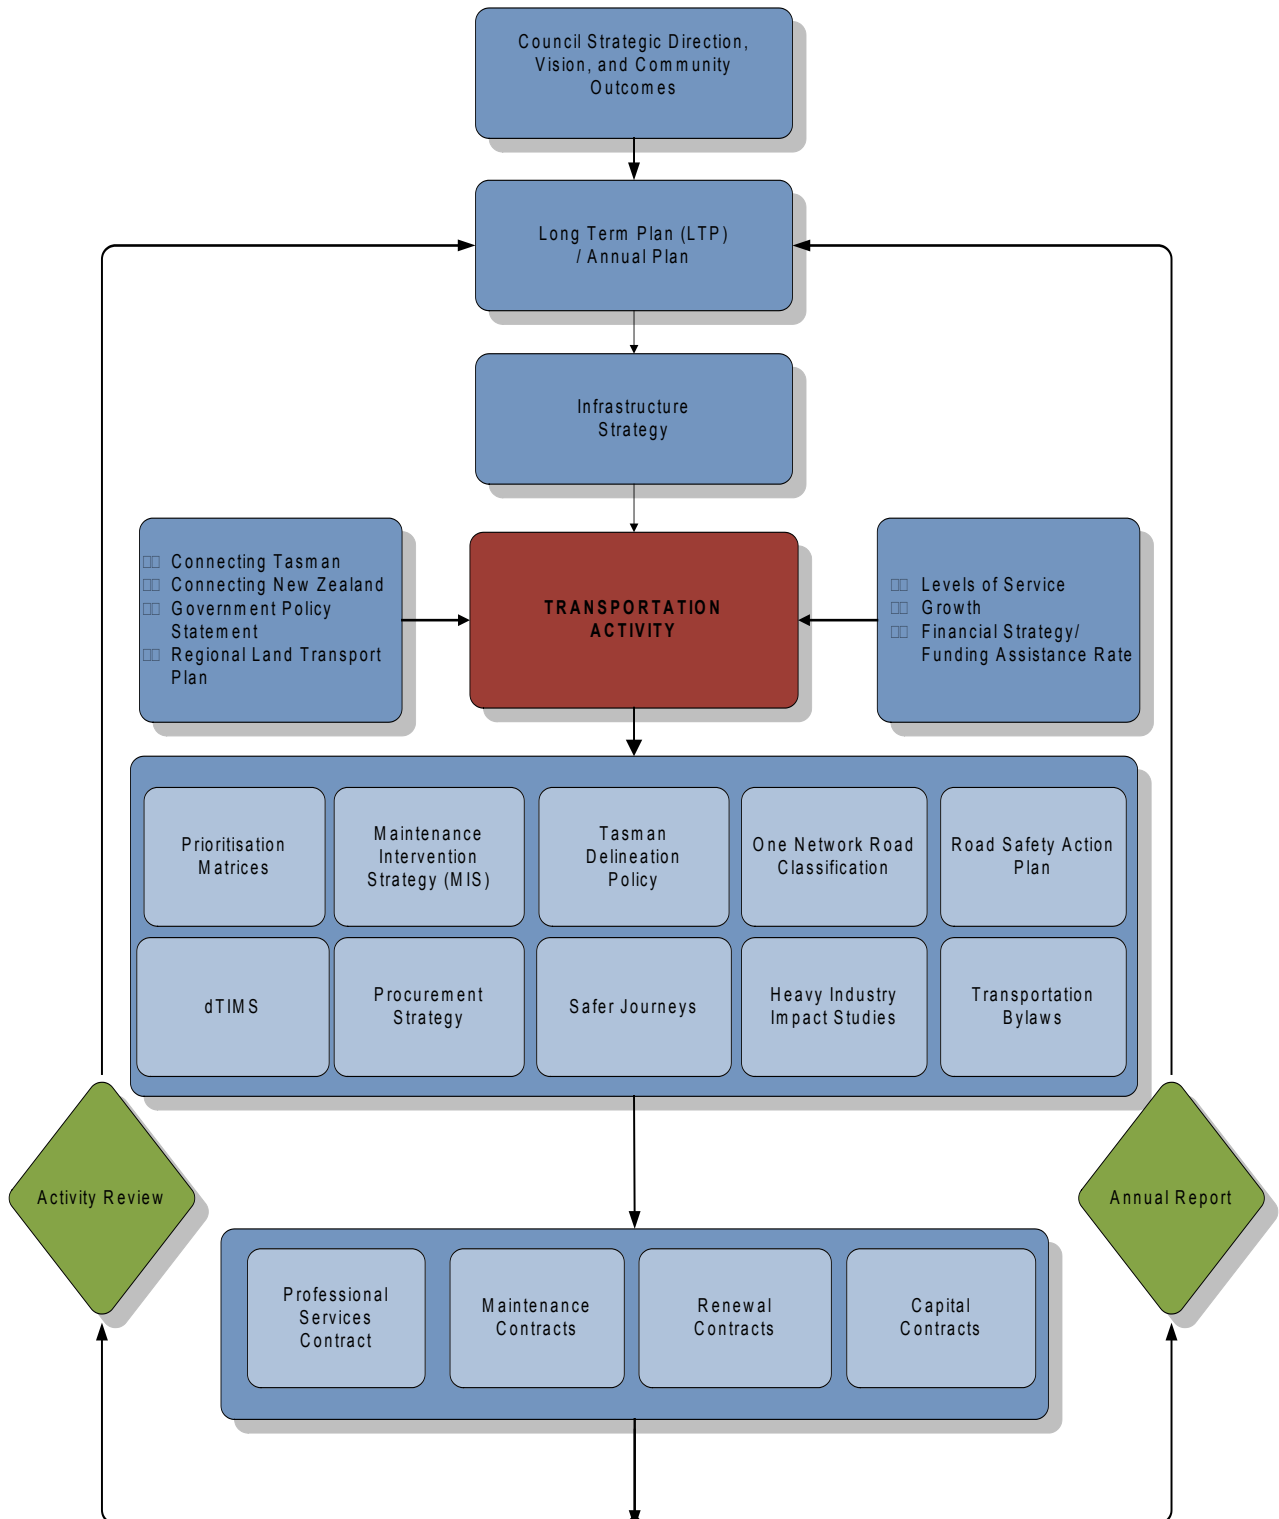 Council Strategic Direction,
Vision, and Community
Outcomes
Long Term Plan (LTP)
/ Annual Plan
Infrastructure
Strategy
Connecting Tasman
Connecting New Zealand
Government Policy
Statement
Regional Land Transport
Plan
TRANSPORTATION
ACTIVITY
Levels of Service
Growth
Financial Strategy/
Funding Assistance Rate
Prioritisation
Matrices
Maintenance
Intervention
Strategy (MIS)
Tasman
Delineation
Policy
One Network Road
Classification
Road Safety Action
Plan
dTIMS
Procurement
Strategy
Safer Journeys
Heavy Industry
Impact Studies
Transportation
Bylaws
Activity Review
Annual Report
Professional
Services
Contract
Maintenance
Contracts
Renewal
Contracts
Capital
Contracts